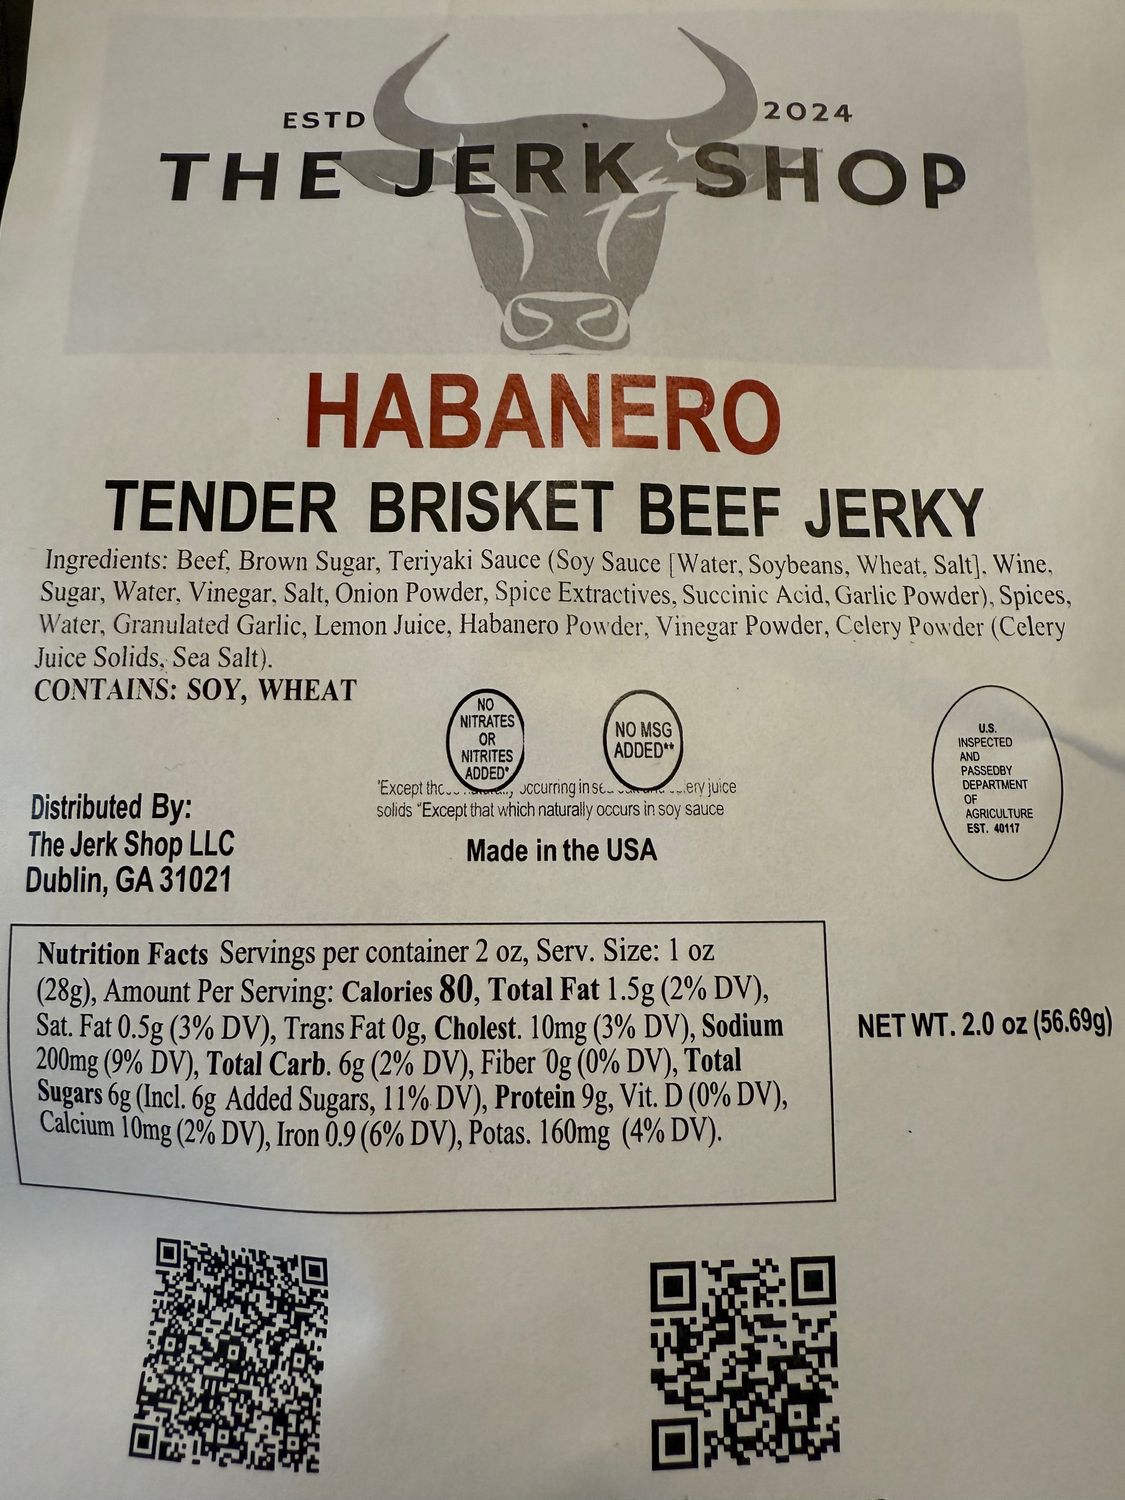 ESTD 2024
THE JERK SHOP
HABANERO
TENDER BRISKET BEEF JERKY
Ingredients: Beef, Brown Sugar, Teriyaki Sauce (Soy Sauce [Water, Soybeans, Wheat, Salt], Wine,
Sugar, Water, Vinegar, Salt, Onion Powder, Spice Extractives, Succinic Acid, Garlic Powder), Spices,
Water, Granulated Garlic, Lemon Juice, Habanero Powder, Vinegar Powder, Celery Powder (Celery
Juice Solids, Sea Salt).
CONTAINS: SOY, WHEAT
NO
NITRATES
OR
NITRITES
ADDED*
NO MSG
ADDED**
*Except occurring in juice
solids **Except that which naturally occurs in soy sauce
Made in the USA
U.S.
INSPECTED
AND
PASSEDBY
DEPARTMENT
OF
AGRICULTURE
EST. 40117
Distributed By:
The Jerk Shop LLC
Dublin, GA 31021
Nutrition Facts Servings per container 2 oz, Serv. Size: 1 oz
(28g), Amount Per Serving: Calories 80, Total Fat 1.5g (2% DV),
Sat. Fat 0.5g (3% DV), Trans Fat 0g, Cholest. 10mg (3% DV), Sodium
200mg (9% DV), Total Carb. 6g (2% DV), Fiber 0g (0% DV), Total
Sugars 6g (Incl. 6g Added Sugars, 11% DV), Protein 9g, Vit. D (0% DV),
Calcium 10mg (2% DV), Iron 0.9 (6% DV), Potas. 160mg (4% DV).
NET WT. 2.0 oz (56.69g)